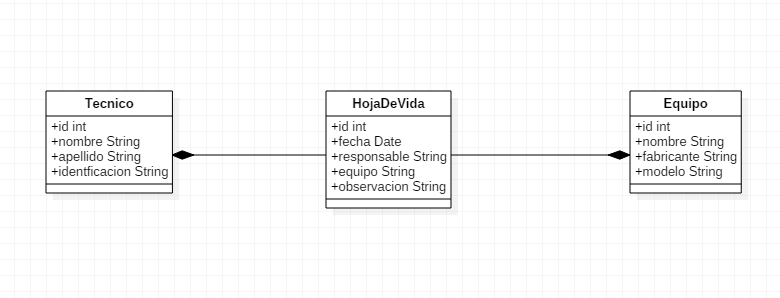 Tecnico
+id int
+nombre String
+apellido String
+identficacion String
HojaDeVida
+id int
+fecha Date
+responsable String
+equipo String
+observacion String
Equipo
+id int
+nombre String
+fabricante String
+modelo String